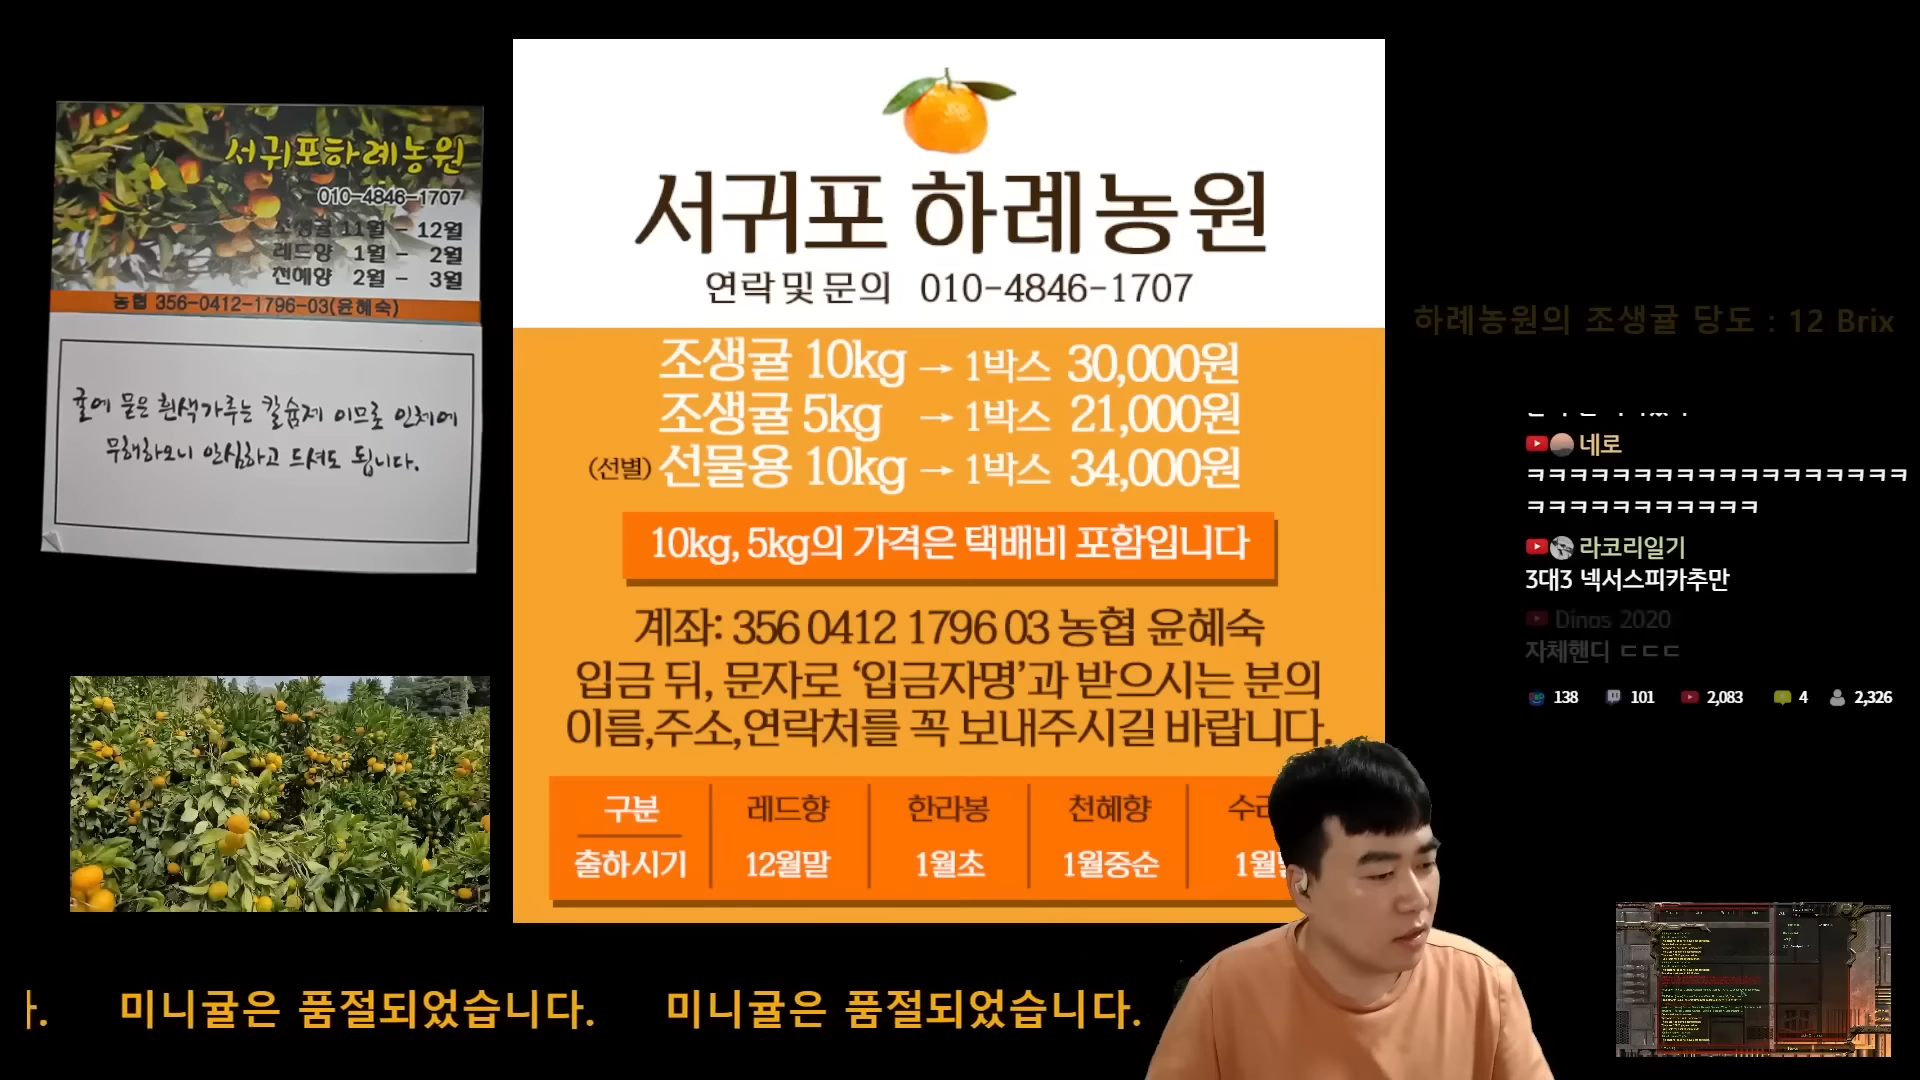 서귀포하례농원
010-4846-1707
조생귤 11월 - 12월
레드향 1월 - 2월
천혜향 2월 - 3월
농협 356-0412-1796-03(윤혜숙)
귤에 묻은 흰색가루는 칼슘제 이므로 인체에
무해하오니 안심하고 드셔도 됩니다.
서귀포 하례농원
연락 및 문의 010-4846-1707
조생귤 10kg → 1박스 30,000원
조생귤 5kg → 1박스 21,000원
(선별) 선물용 10kg → 1박스 34,000원
10kg, 5kg의 가격은 택배비 포함입니다
계좌: 356 0412 1796 03 농협 윤혜숙
입금 뒤, 문자로 ‘입금자명’과 받으시는 분의
이름,주소,연락처를 꼭 보내주시길 바랍니다.
구분 레드향 한라봉 천혜향
출하시기 12월말 1월초 1월중순
하례농원의 조생귤 당도 : 12 Brix
네로
ㅋㅋㅋㅋㅋㅋㅋㅋㅋㅋㅋㅋㅋㅋㅋㅋㅋㅋ
ㅋㅋㅋㅋㅋㅋㅋㅋㅋㅋㅋ
라코리일기
3대3 넥서스피카추만
Dinos 2020
자체핸디 ㄷㄷㄷ
138 101 2,083 4 2,326
미니귤은 품절되었습니다. 미니귤은 품절되었습니다.